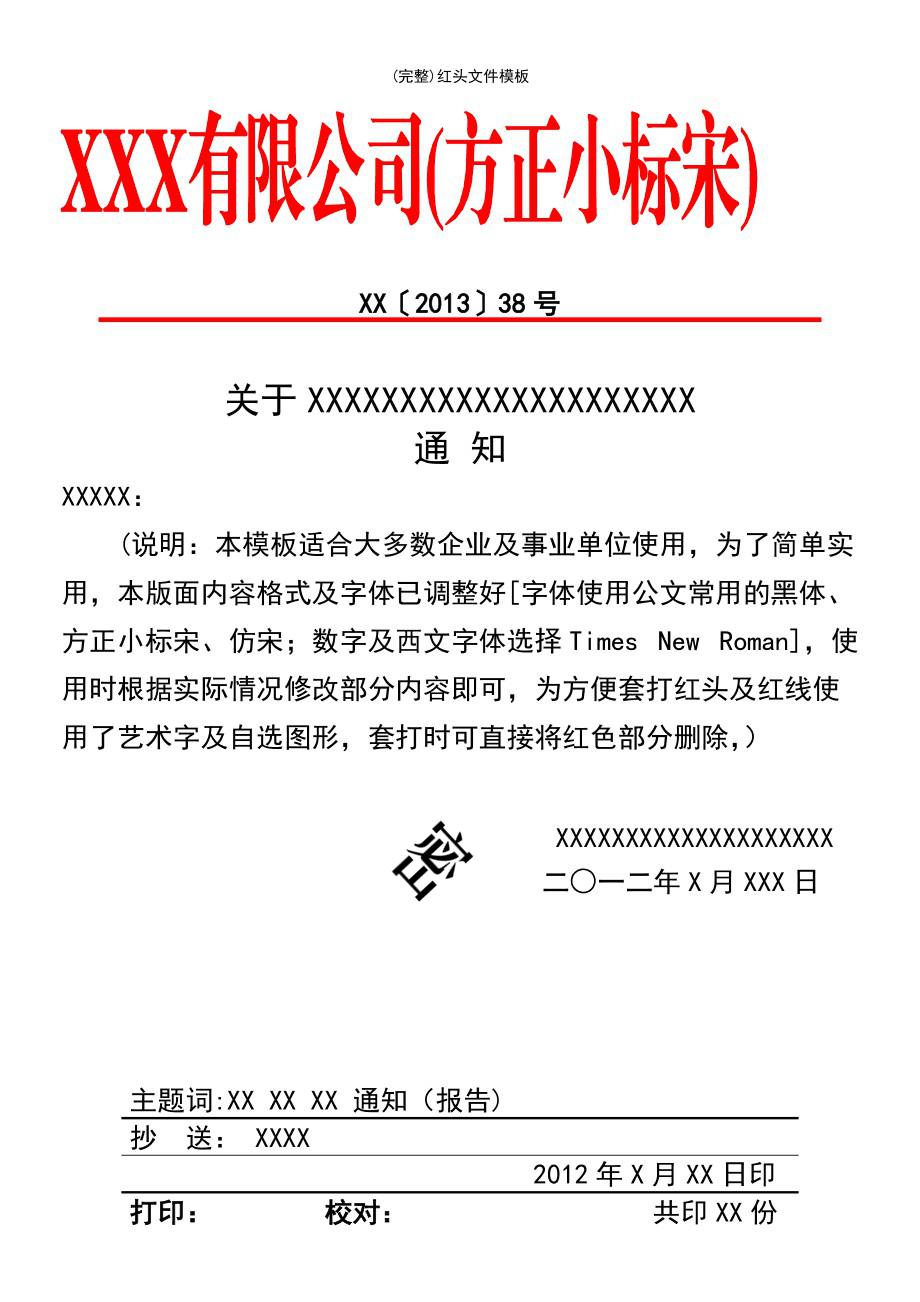 (完整)红头文件模板
XXX有限公司(方正小标宋)
XX〔2013〕38号
关于XXXXXXXXXXXXXXXXXXXXX
通 知
XXXXX：
(说明：本模板适合大多数企业及事业单位使用，为了简单实
用，本版面内容格式及字体已调整好[字体使用公文常用的黑体、
方正小标宋、仿宋；数字及西文字体选择Times New Roman]，使
用时根据实际情况修改部分内容即可，为方便套打红头及红线使
用了艺术字及自选图形，套打时可直接将红色部分删除，）
XXXXXXXXXXXXXXXXXXXX
密
二〇一二年X月XXX日
主题词:XX XX XX 通知（报告)
抄　送： XXXX
2012年X月XX日印
打印： 校对： 共印XX份